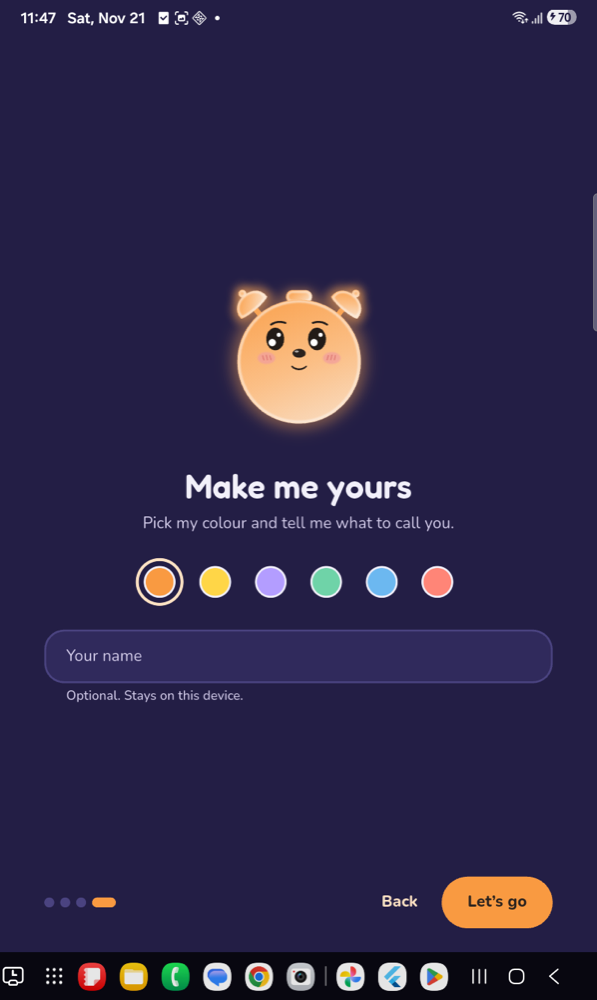 11:47 Sat, Nov 21
70
Make me yours
Pick my colour and tell me what to call you.
Your name
Optional. Stays on this device.
Back
Let's go